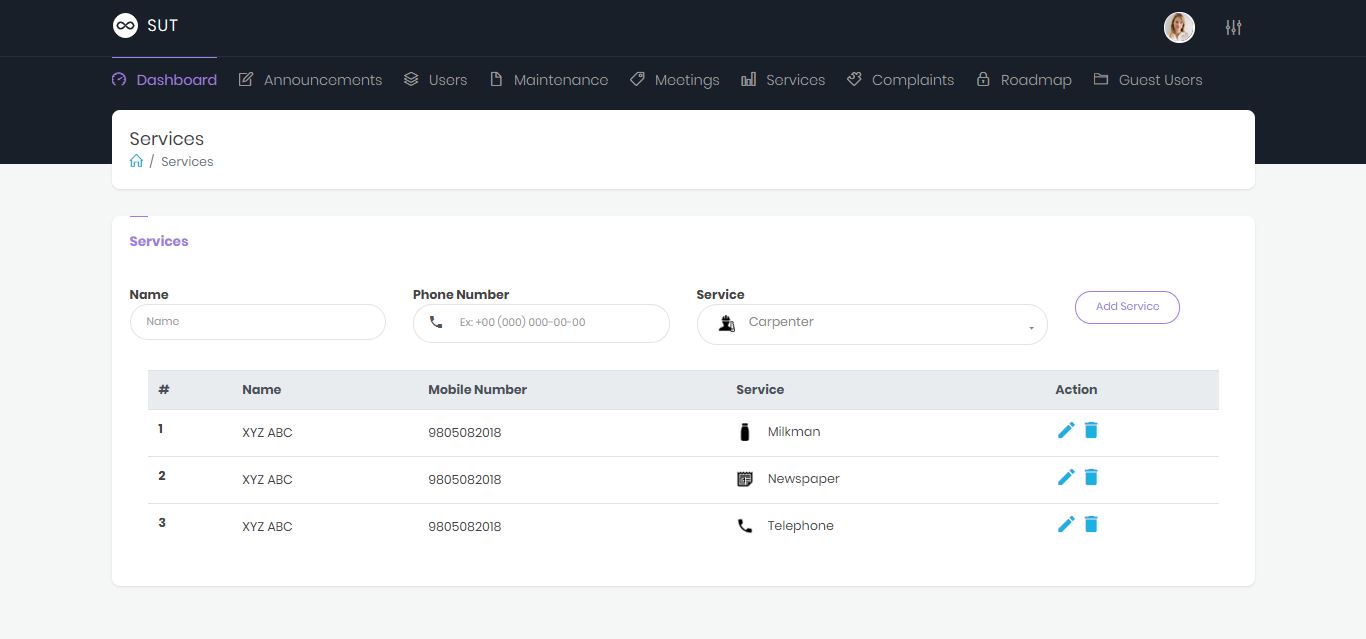 SUT
Dashboard Announcements Users Maintenance Meetings Services Complaints Roadmap Guest Users
Services
/ Services
Services
Name Phone Number Service
Name Ex: +00 (000) 000-00-00 Carpenter Add Service
# Name Mobile Number Service Action
1 XYZ ABC 9805082018 Milkman
2 XYZ ABC 9805082018 Newspaper
3 XYZ ABC 9805082018 Telephone